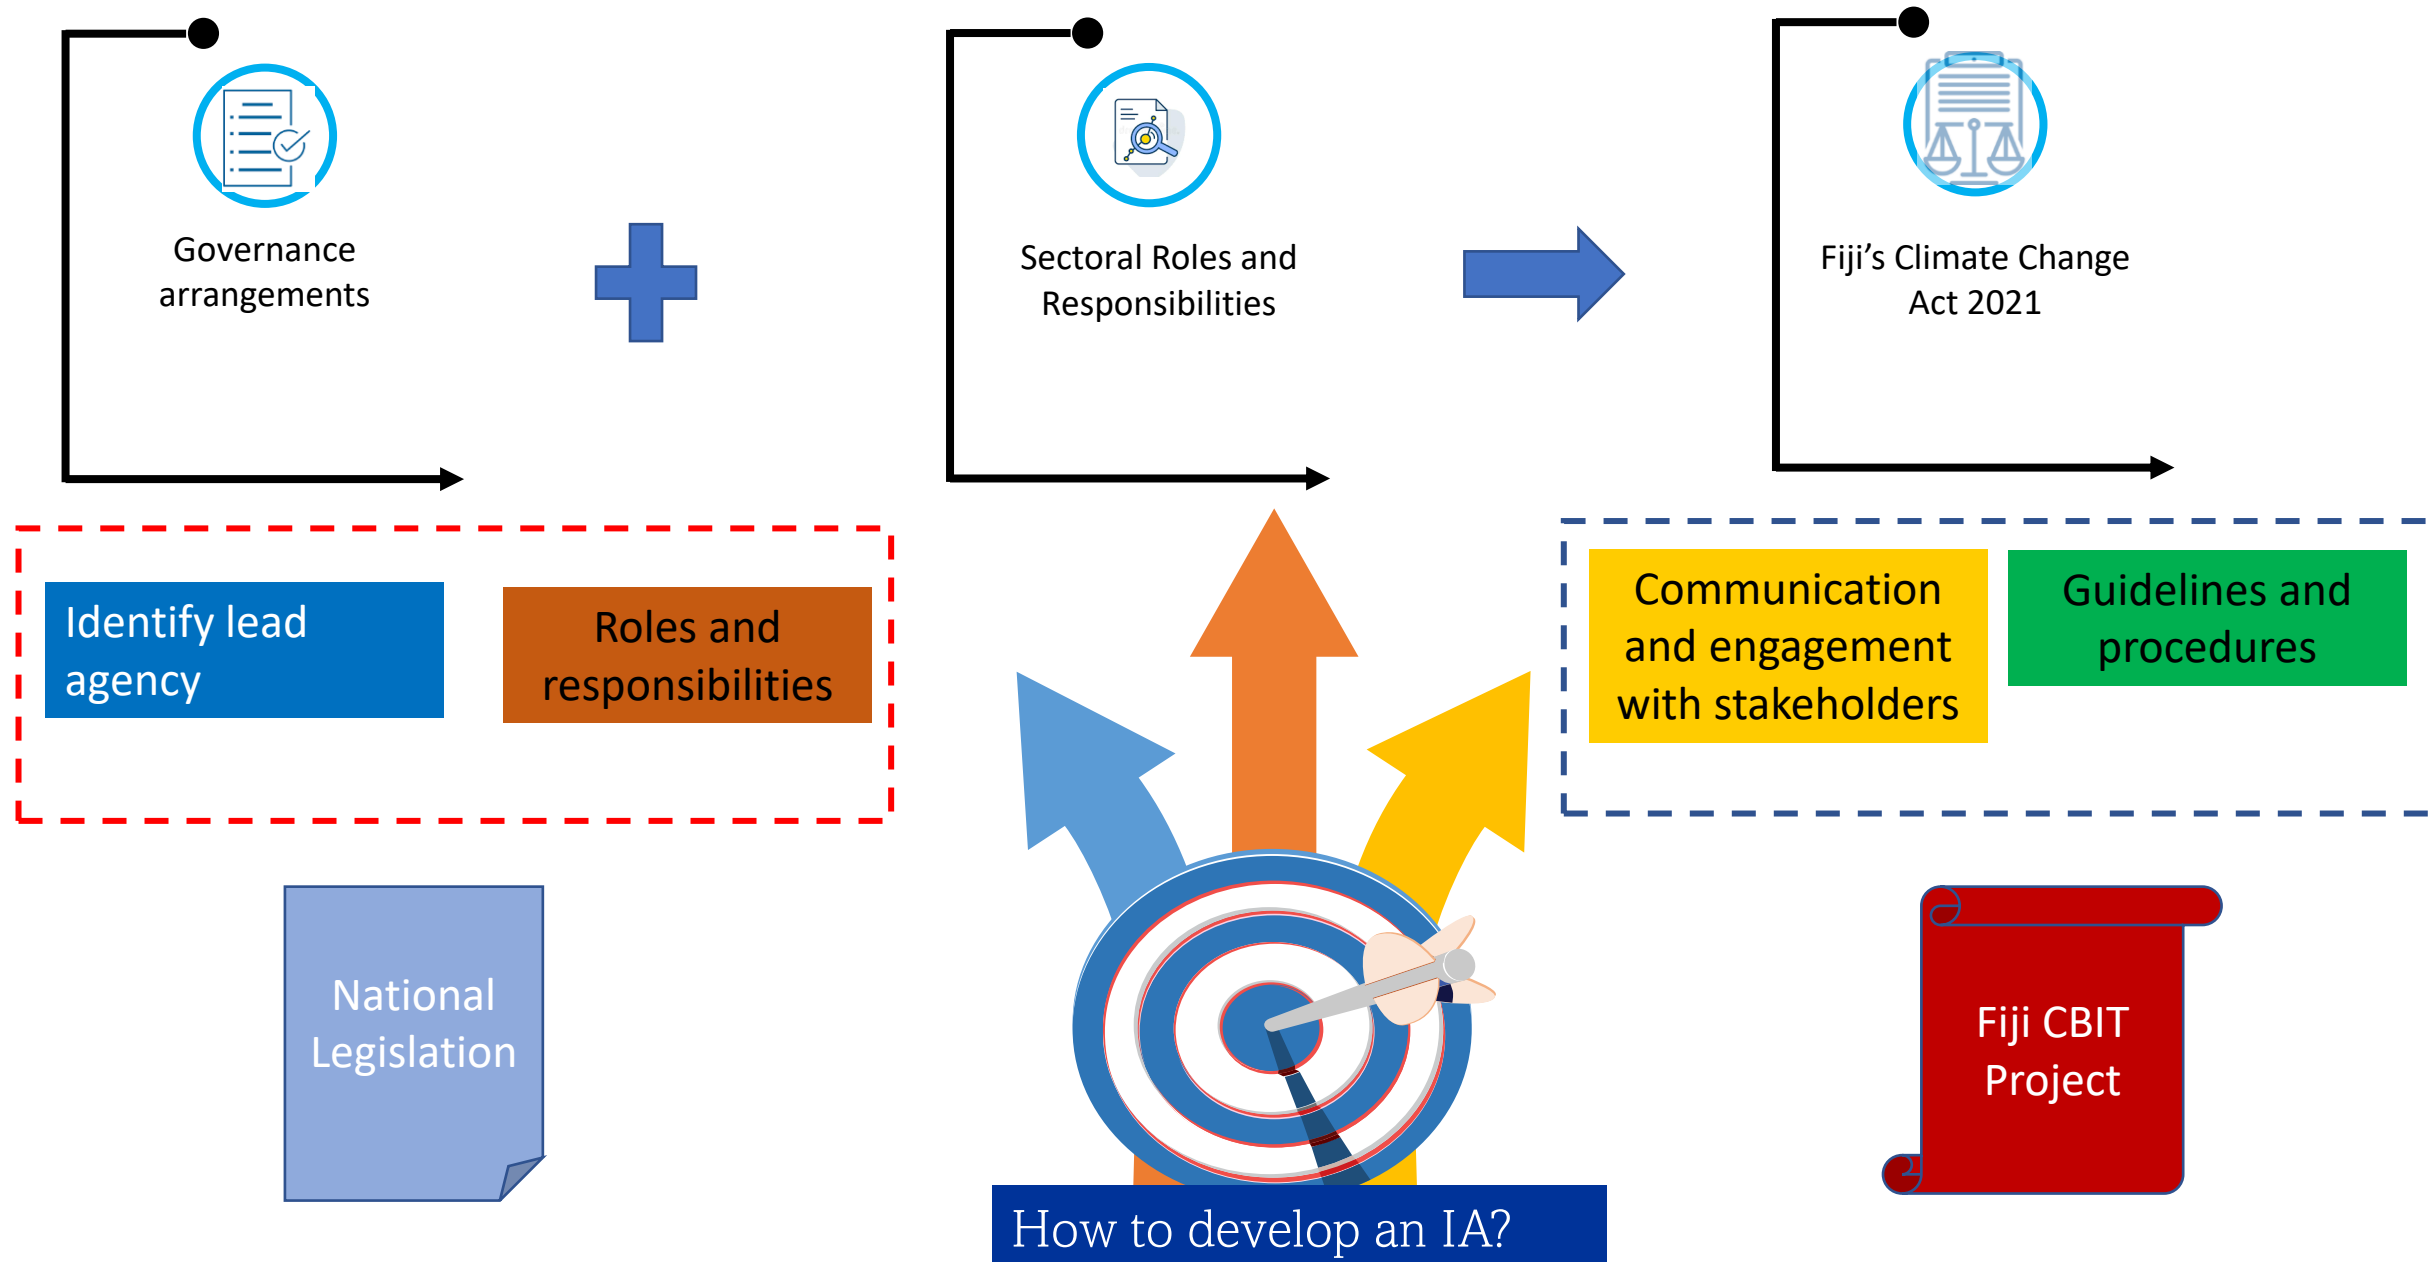 Governance
arrangements
Sectoral Roles and
Responsibilities
Fiji’s Climate Change
Act 2021
Identify lead
agency
Roles and
responsibilities
Communication
and engagement
with stakeholders
Guidelines and
procedures
National
Legislation
Fiji CBIT
Project
How to develop an IA?